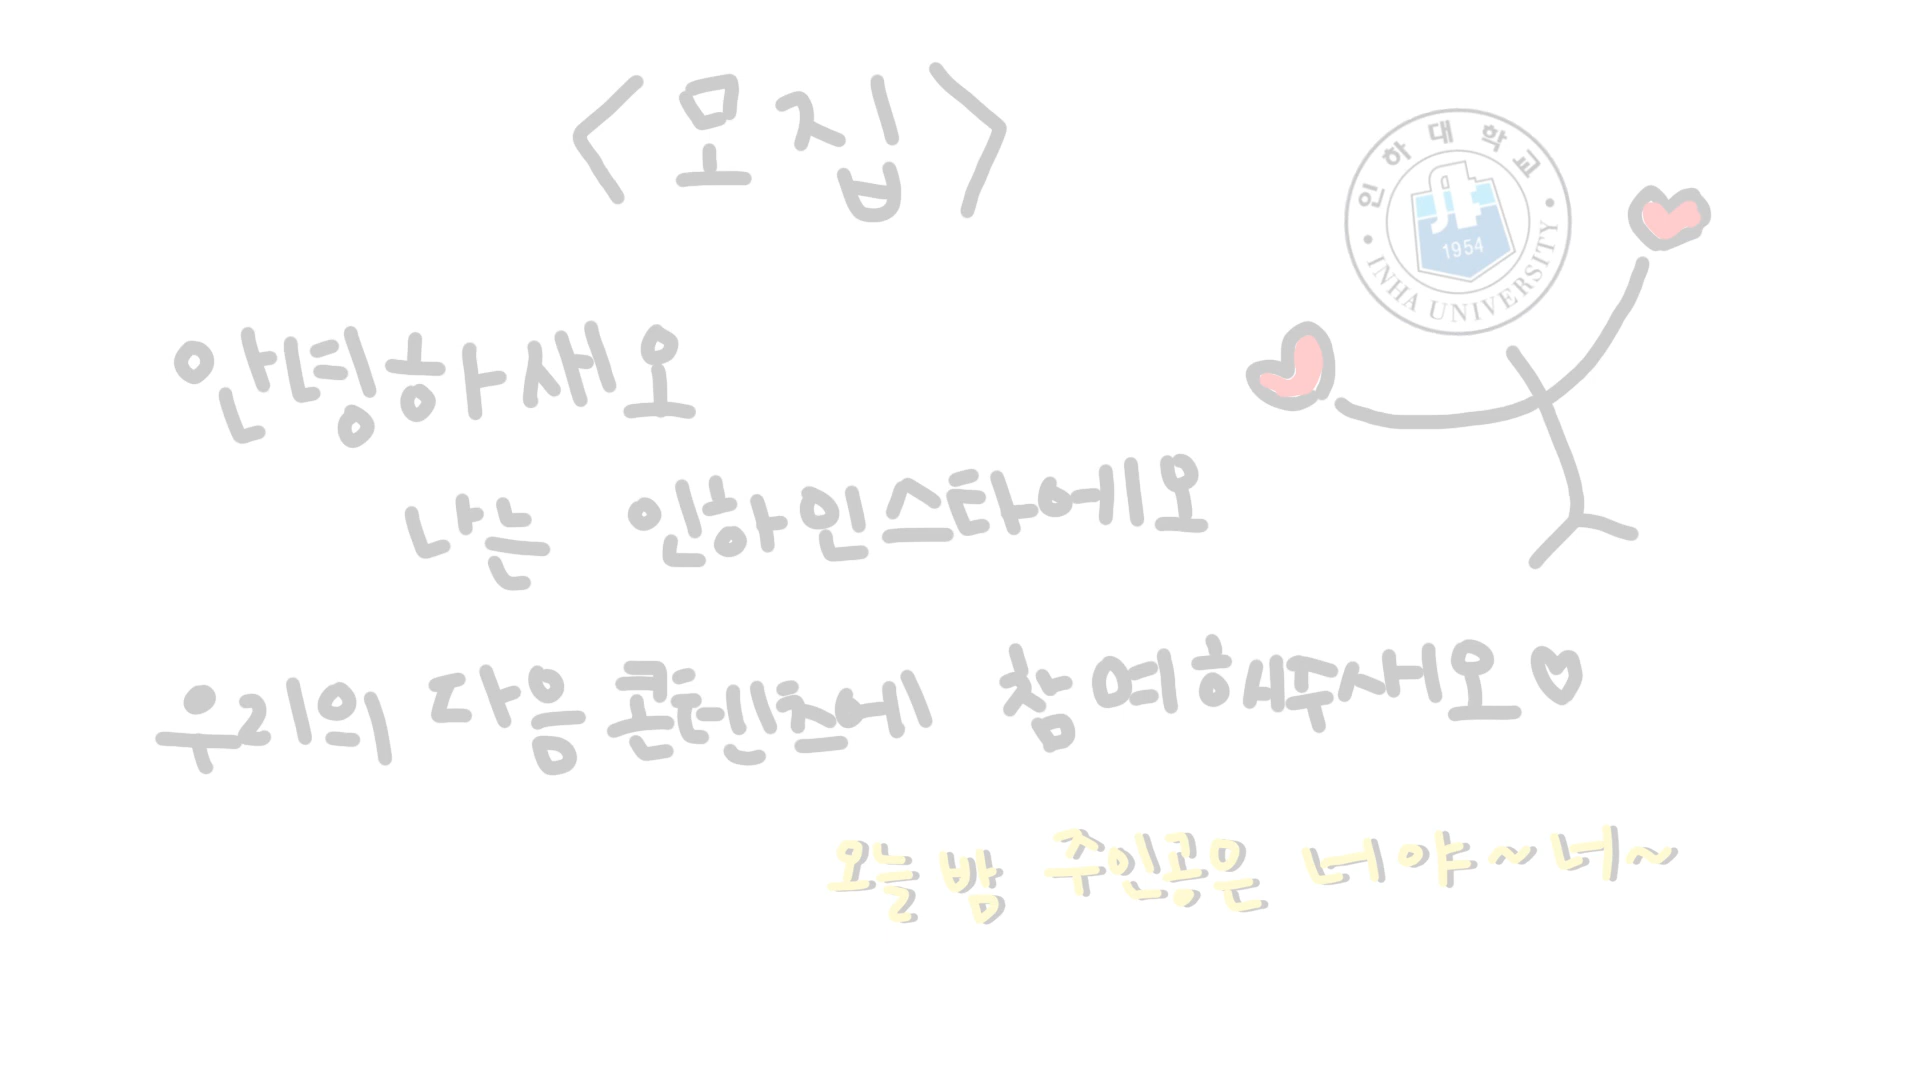 <모집>
인하대학교
1954
INHA UNIVERSITY
안녕하새요
나는 인하인스타에오
우리의 다음 콘텐츠에 참여해주새오♡
오늘 밤 주인공은 너야~너~